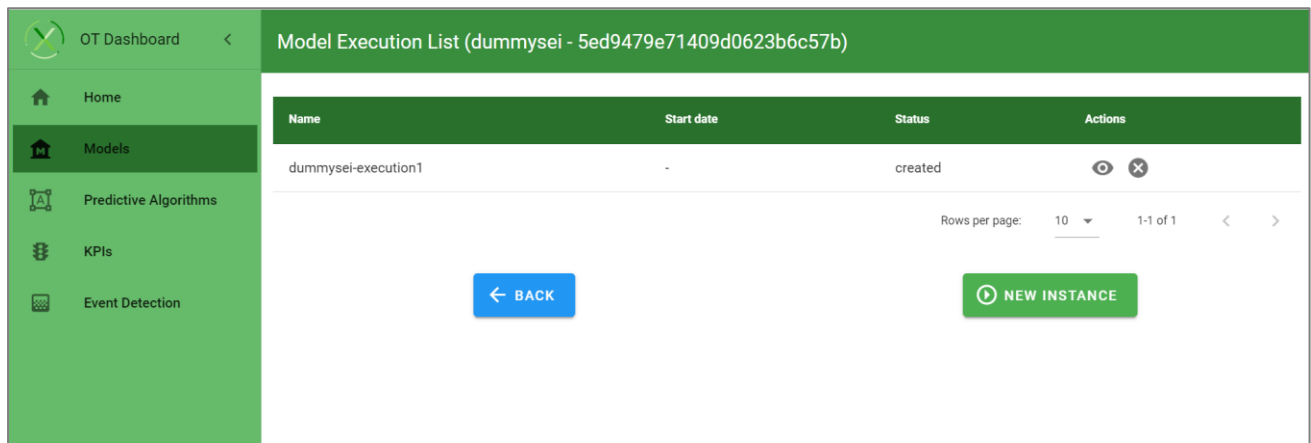 OT Dashboard
Model Execution List (dummysei - 5ed9479e71409d0623b6c57b)
Home
Models
Predictive Algorithms
KPIs
Event Detection
Name Start date Status Actions
dummysei-execution1 - created
Rows per page: 10 1-1 of 1
BACK
NEW INSTANCE